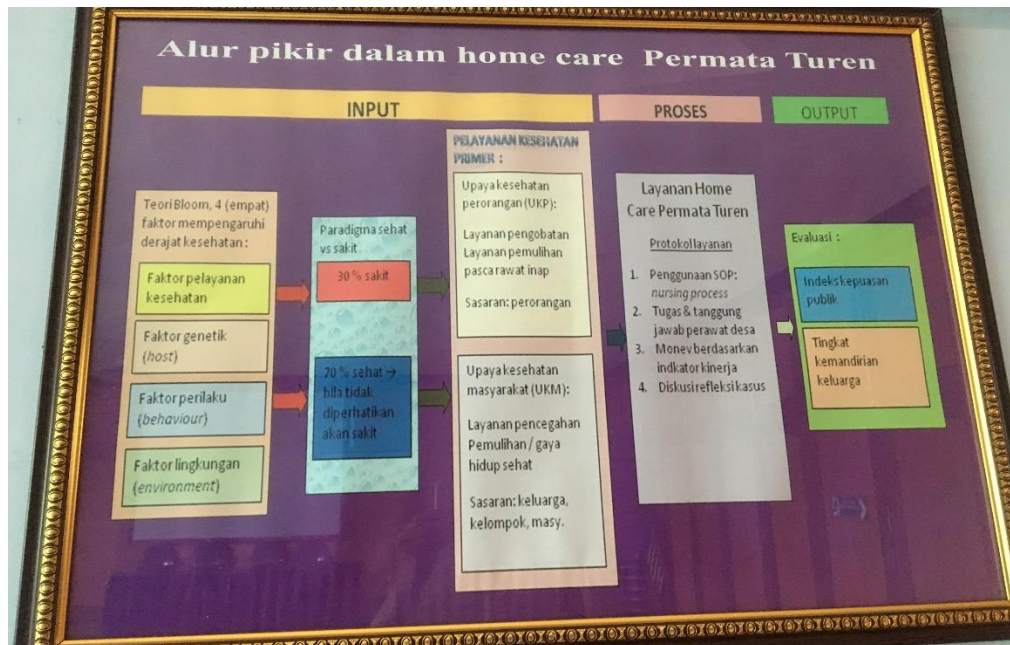 Alur pikir dalam home care Permata Turen
INPUT
PROSES
OUTPUT
Teori Bloom, 4 (empat)
faktor mempengaruhi
derajat kesehatan :
Faktor pelayanan
kesehatan
Faktor genetik
(host)
Faktor perilaku
(behaviour)
Faktor lingkungan
(environment)
Paradigma sehat
vs sakit
30 % sakit
70 % sehat →
bila tidak
diperhatikan
akan sakit
PELAYANAN KESEHATAN
PRIMER :
Upaya kesehatan
perorangan (UKP):
Layanan pengobatan
Layanan pemulihan
pasca rawat inap
Sasaran: perorangan
Upaya kesehatan
masyarakat (UKM):
Layanan pencegahan
Pemulihan / gaya
hidup sehat
Sasaran: keluarga,
kelompok, masy.
Layanan Home
Care Permata Turen
Protokol layanan
1. Penggunaan SOP:
nursing process
2. Tugas & tanggung
jawab perawat desa
3. Monev berdasarkan
indkator kinerja
4. Diskusi refleksi kasus
Evaluasi :
Indeks kepuasan
publik
Tingkat
kemandirian
keluarga